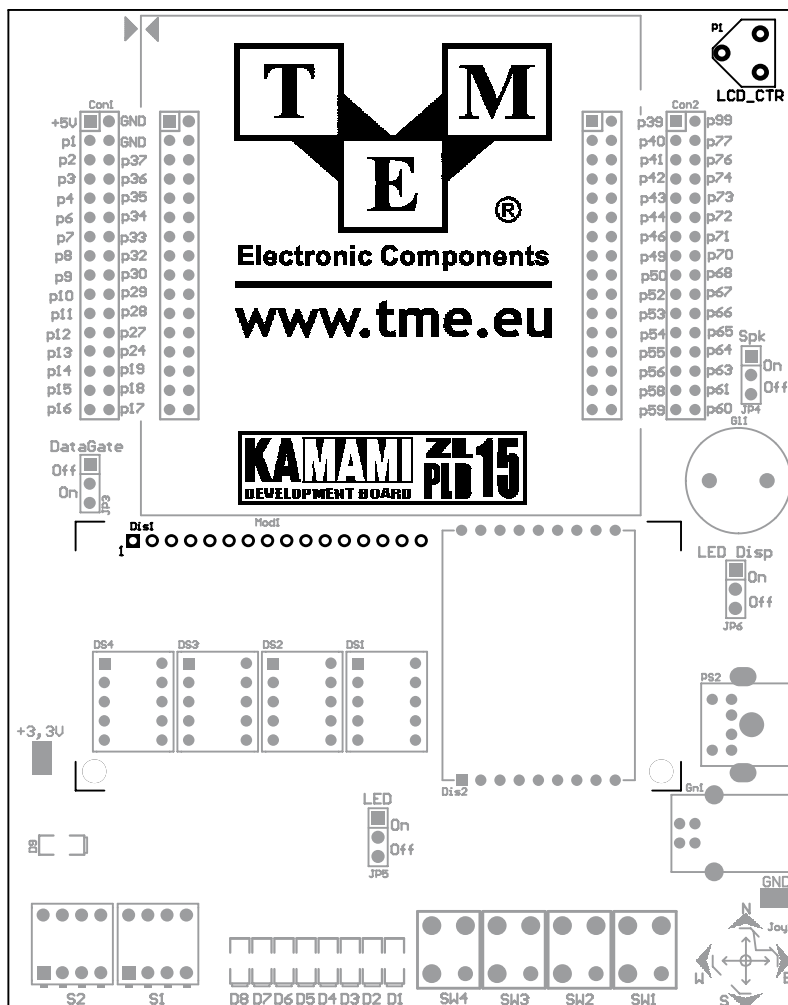 P1
LCD_CTR
T M E ®
Electronic Components
www.tme.eu
Con1
+5V GND
p1 GND
p2 p37
p3 p36
p4 p35
p6 p34
p7 p33
p8 p32
p9 p30
p10 p29
p11 p28
p12 p27
p13 p24
p14 p19
p15 p18
p16 p17
Con2
p39 p99
p40 p77
p41 p76
p42 p74
p43 p73
p44 p72
p46 p71
p49 p70
p50 p68
p52 p67
p53 p66
p54 p65
p55 p64
p56 p63
p58 p61
p59 p60
Spk
On
Off
JP4
Gl1
DataGate
Off
On
JP3
KAMAMI
DEVELOPMENT BOARD
ZL
PLD 15
Dis1
1
Mod1
LED Disp
On
Off
JP6
DS4 DS3 DS2 DS1
PS2
+3,3V
Dis2
Gn1
LED
On
Off
JP5
D9
GND
N
Joy
W
E
S
S2 S1 D8 D7 D6 D5 D4 D3 D2 D1 SW4 SW3 SW2 SW1